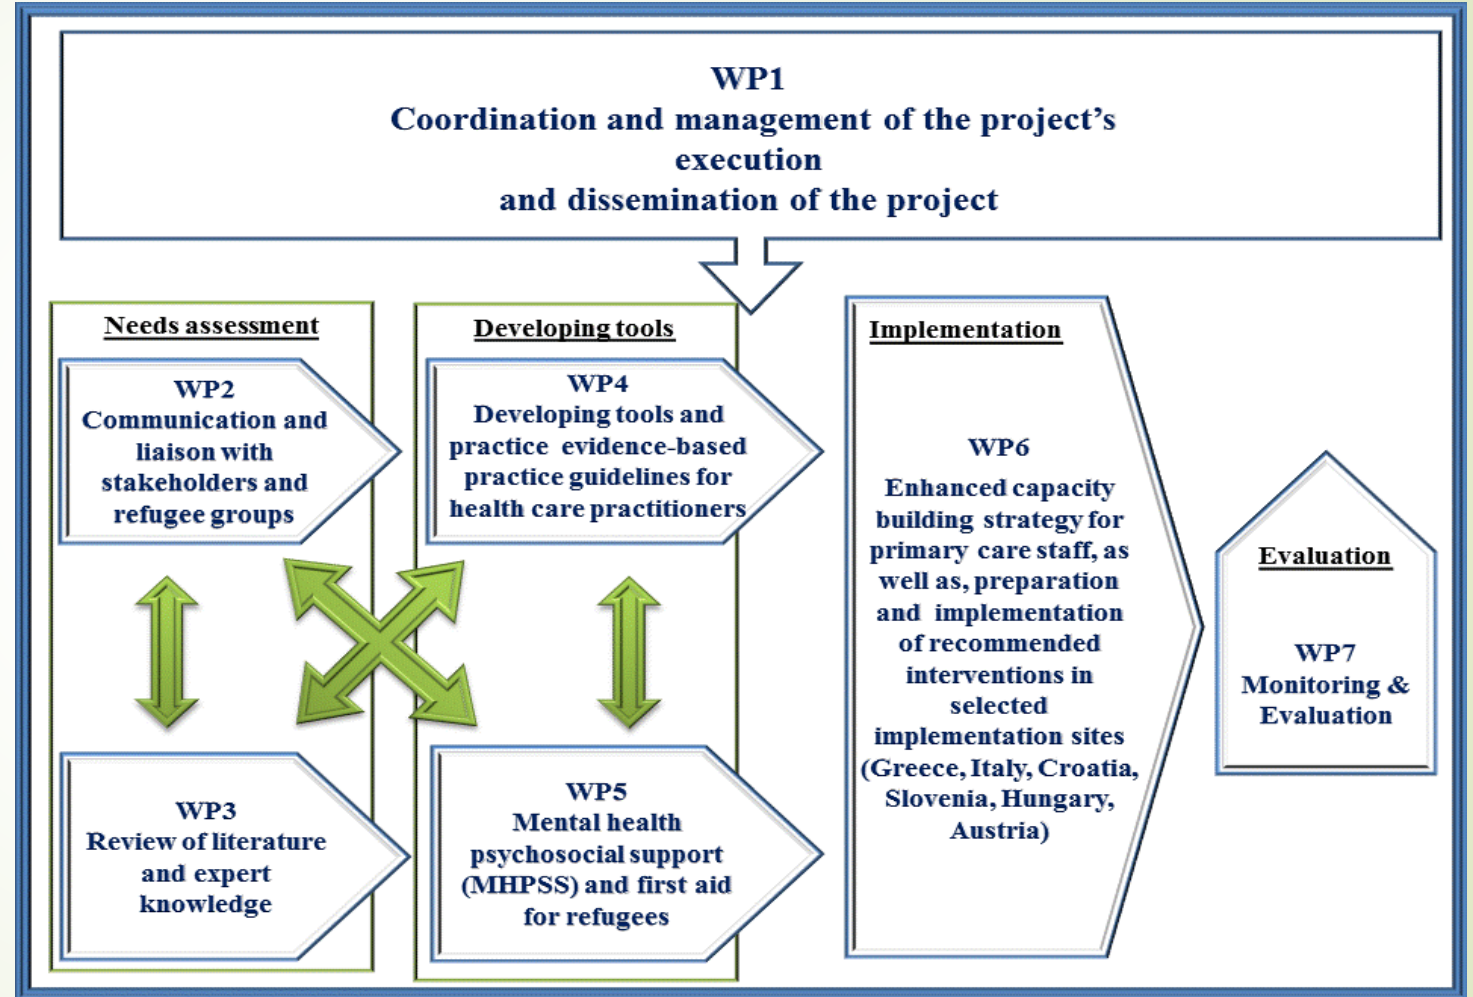 WP1
Coordination and management of the project’s
execution
and dissemination of the project
Needs assessment
WP2
Communication and
liaison with
stakeholders and
refugee groups
WP3
Review of literature
and expert
knowledge
Developing tools
WP4
Developing tools and
practice evidence-based
practice guidelines for
health care practitioners
WP5
Mental health
psychosocial support
(MHPSS) and first aid
for refugees
Implementation
WP6
Enhanced capacity
building strategy for
primary care staff, as
well as, preparation
and implementation
of recommended
interventions in
selected
implementation sites
(Greece, Italy, Croatia,
Slovenia, Hungary,
Austria)
Evaluation
WP7
Monitoring &
Evaluation